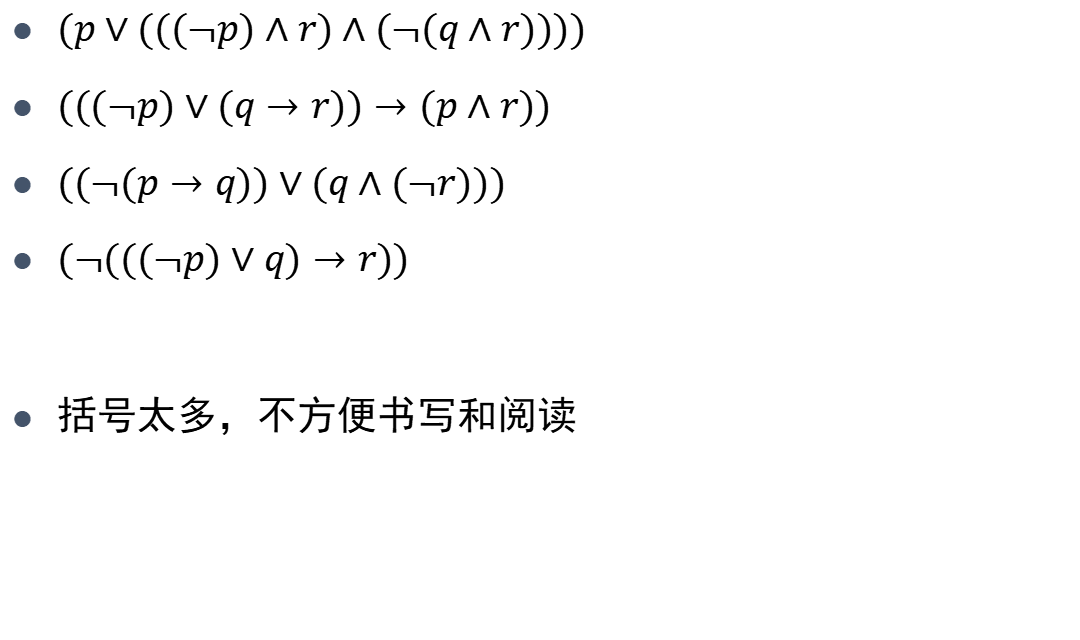 • (p ∨ (((¬p) ∧ r) ∧ (¬(q ∧ r))))
• (((¬p) ∨ (q → r)) → (p ∧ r))
• ((¬(p → q)) ∨ (q ∧ (¬r)))
• (¬(((¬p) ∨ q) → r))
• 括号太多，不方便书写和阅读